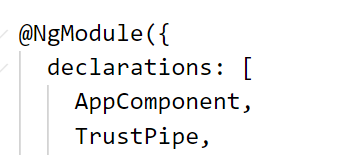 @NgModule({
declarations: [
AppComponent,
TrustPipe,